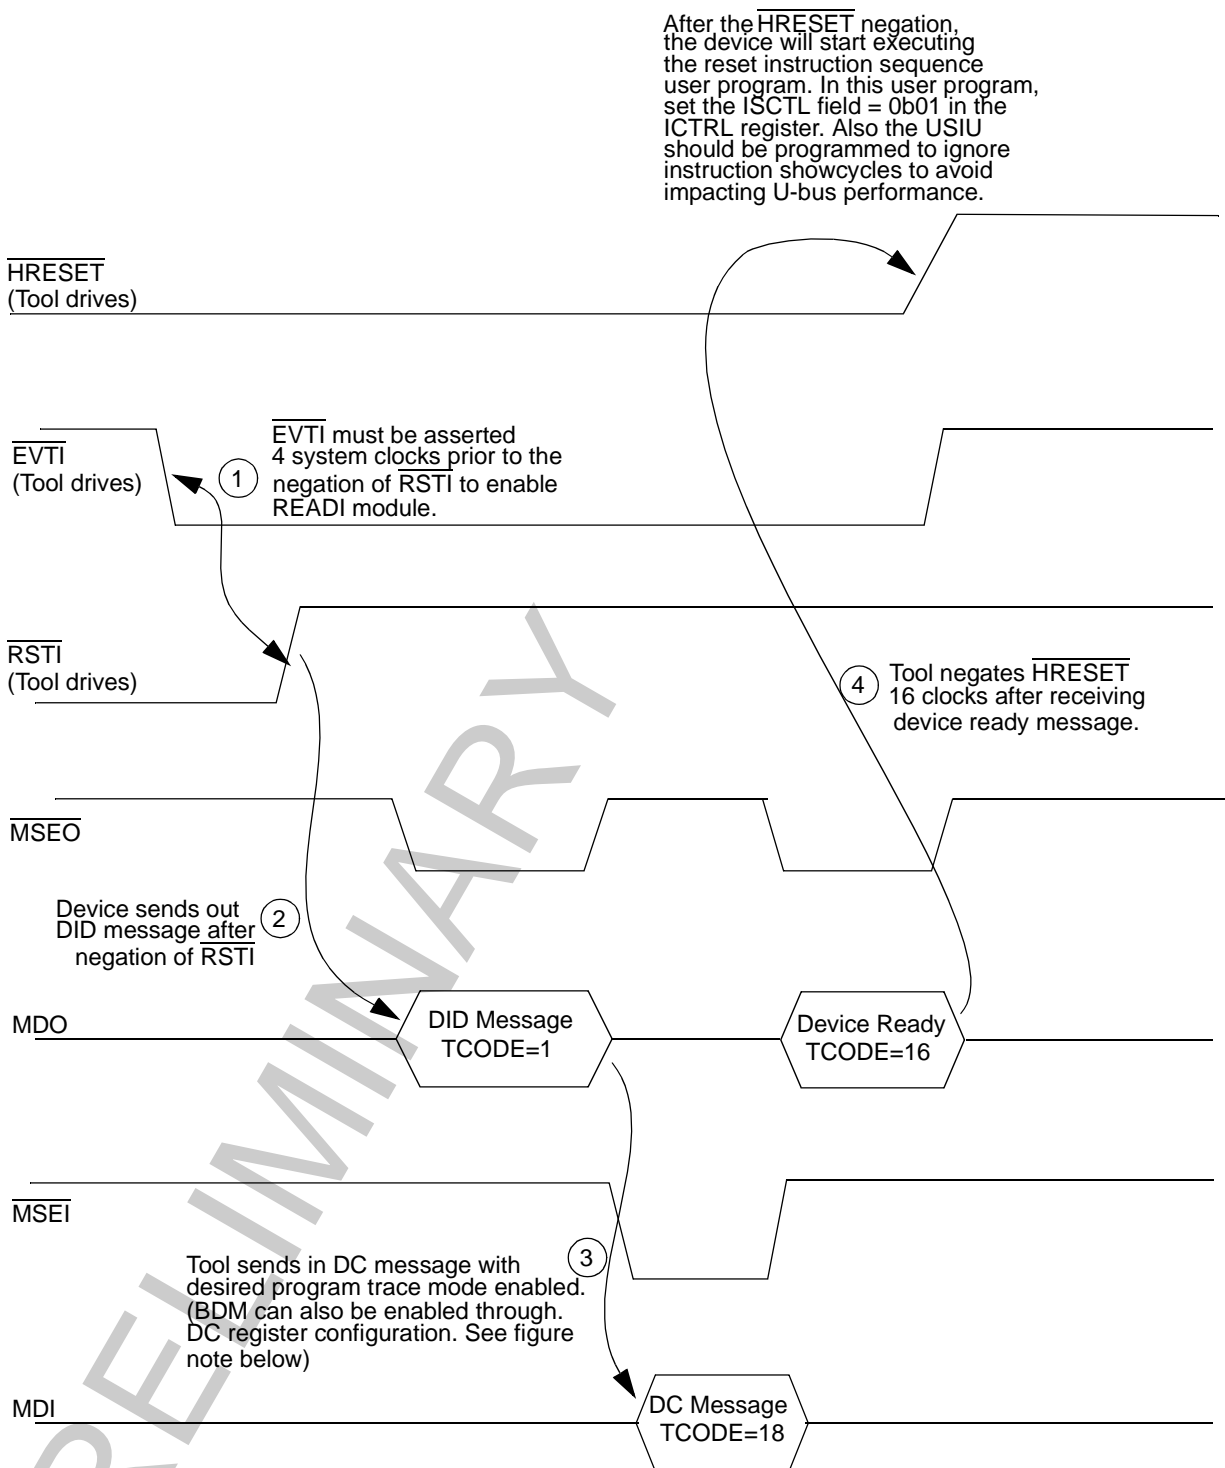 After the HRESET negation,
the device will start executing
the reset instruction sequence
user program. In this user program,
set the ISCTL field = 0b01 in the
ICTRL register. Also the USIU
should be programmed to ignore
instruction showcycles to avoid
impacting U-bus performance.
HRESET
(Tool drives)
EVTI
(Tool drives)
1
EVTI must be asserted
4 system clocks prior to the
negation of RSTI to enable
READI module.
RSTI
(Tool drives)
4
Tool negates HRESET
16 clocks after receiving
device ready message.
MSEO
Device sends out
DID message after
negation of RSTI
2
MDO
DID Message
TCODE=1
Device Ready
TCODE=16
MSEI
Tool sends in DC message with
desired program trace mode enabled.
(BDM can also be enabled through.
DC register configuration. See figure
note below)
3
MDI
DC Message
TCODE=18
RELIMINARY